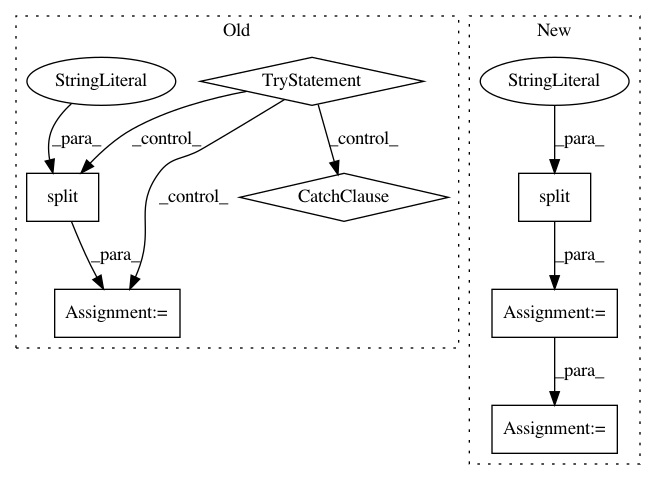 Old
New
StringLiteral
TryStatement
StringLiteral
_para_
_control_
_control_
_para_
split
_control_
CatchClause
split
_para_
_para_
Assignment:=
Assignment:=
_para_
Assignment:=